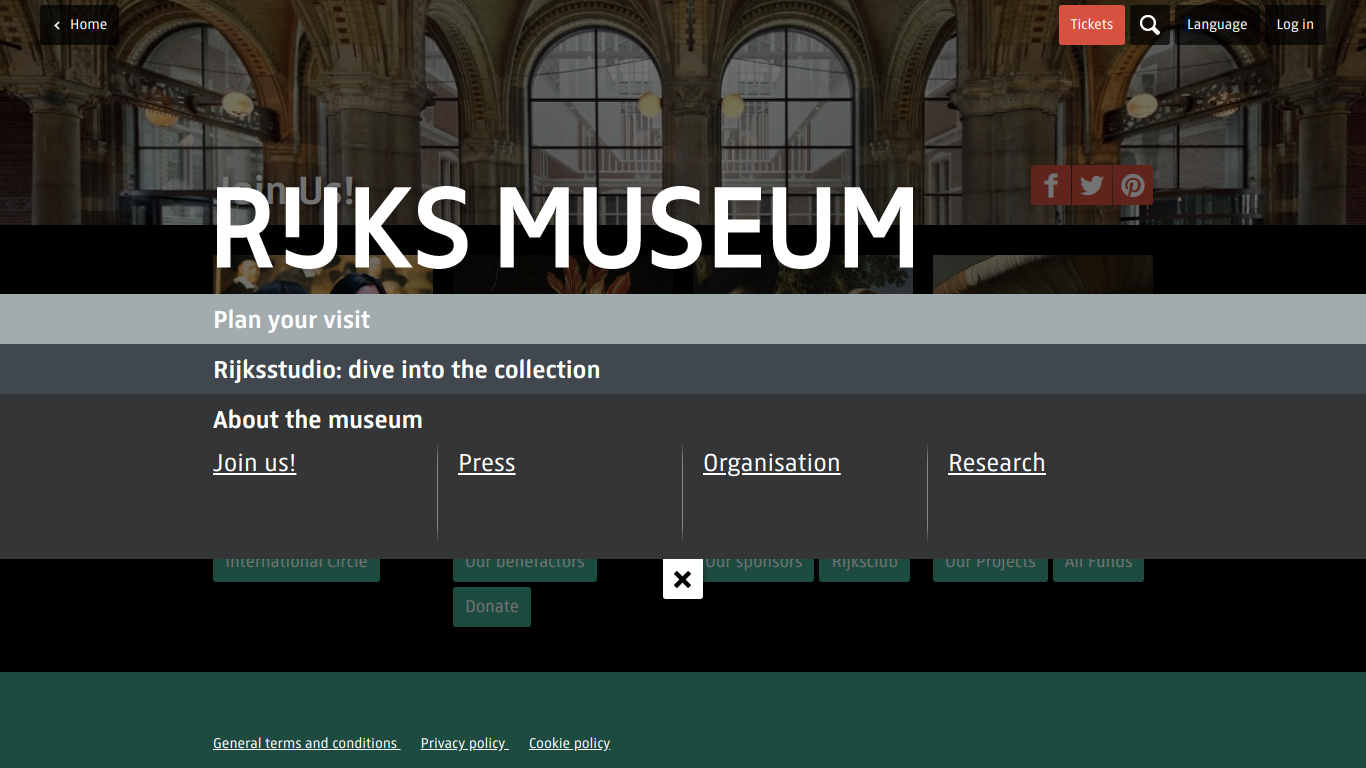 Home
Tickets
Language
Log in
Join Us!
RIJKS MUSEUM
Plan your visit
Rijksstudio: dive into the collection
About the museum
Join us!
Press
Organisation
Research
International Circle
Our benefactors
Our sponsors
Rijksclub
Our Projects
All Funds
Donate
General terms and conditions
Privacy policy
Cookie policy